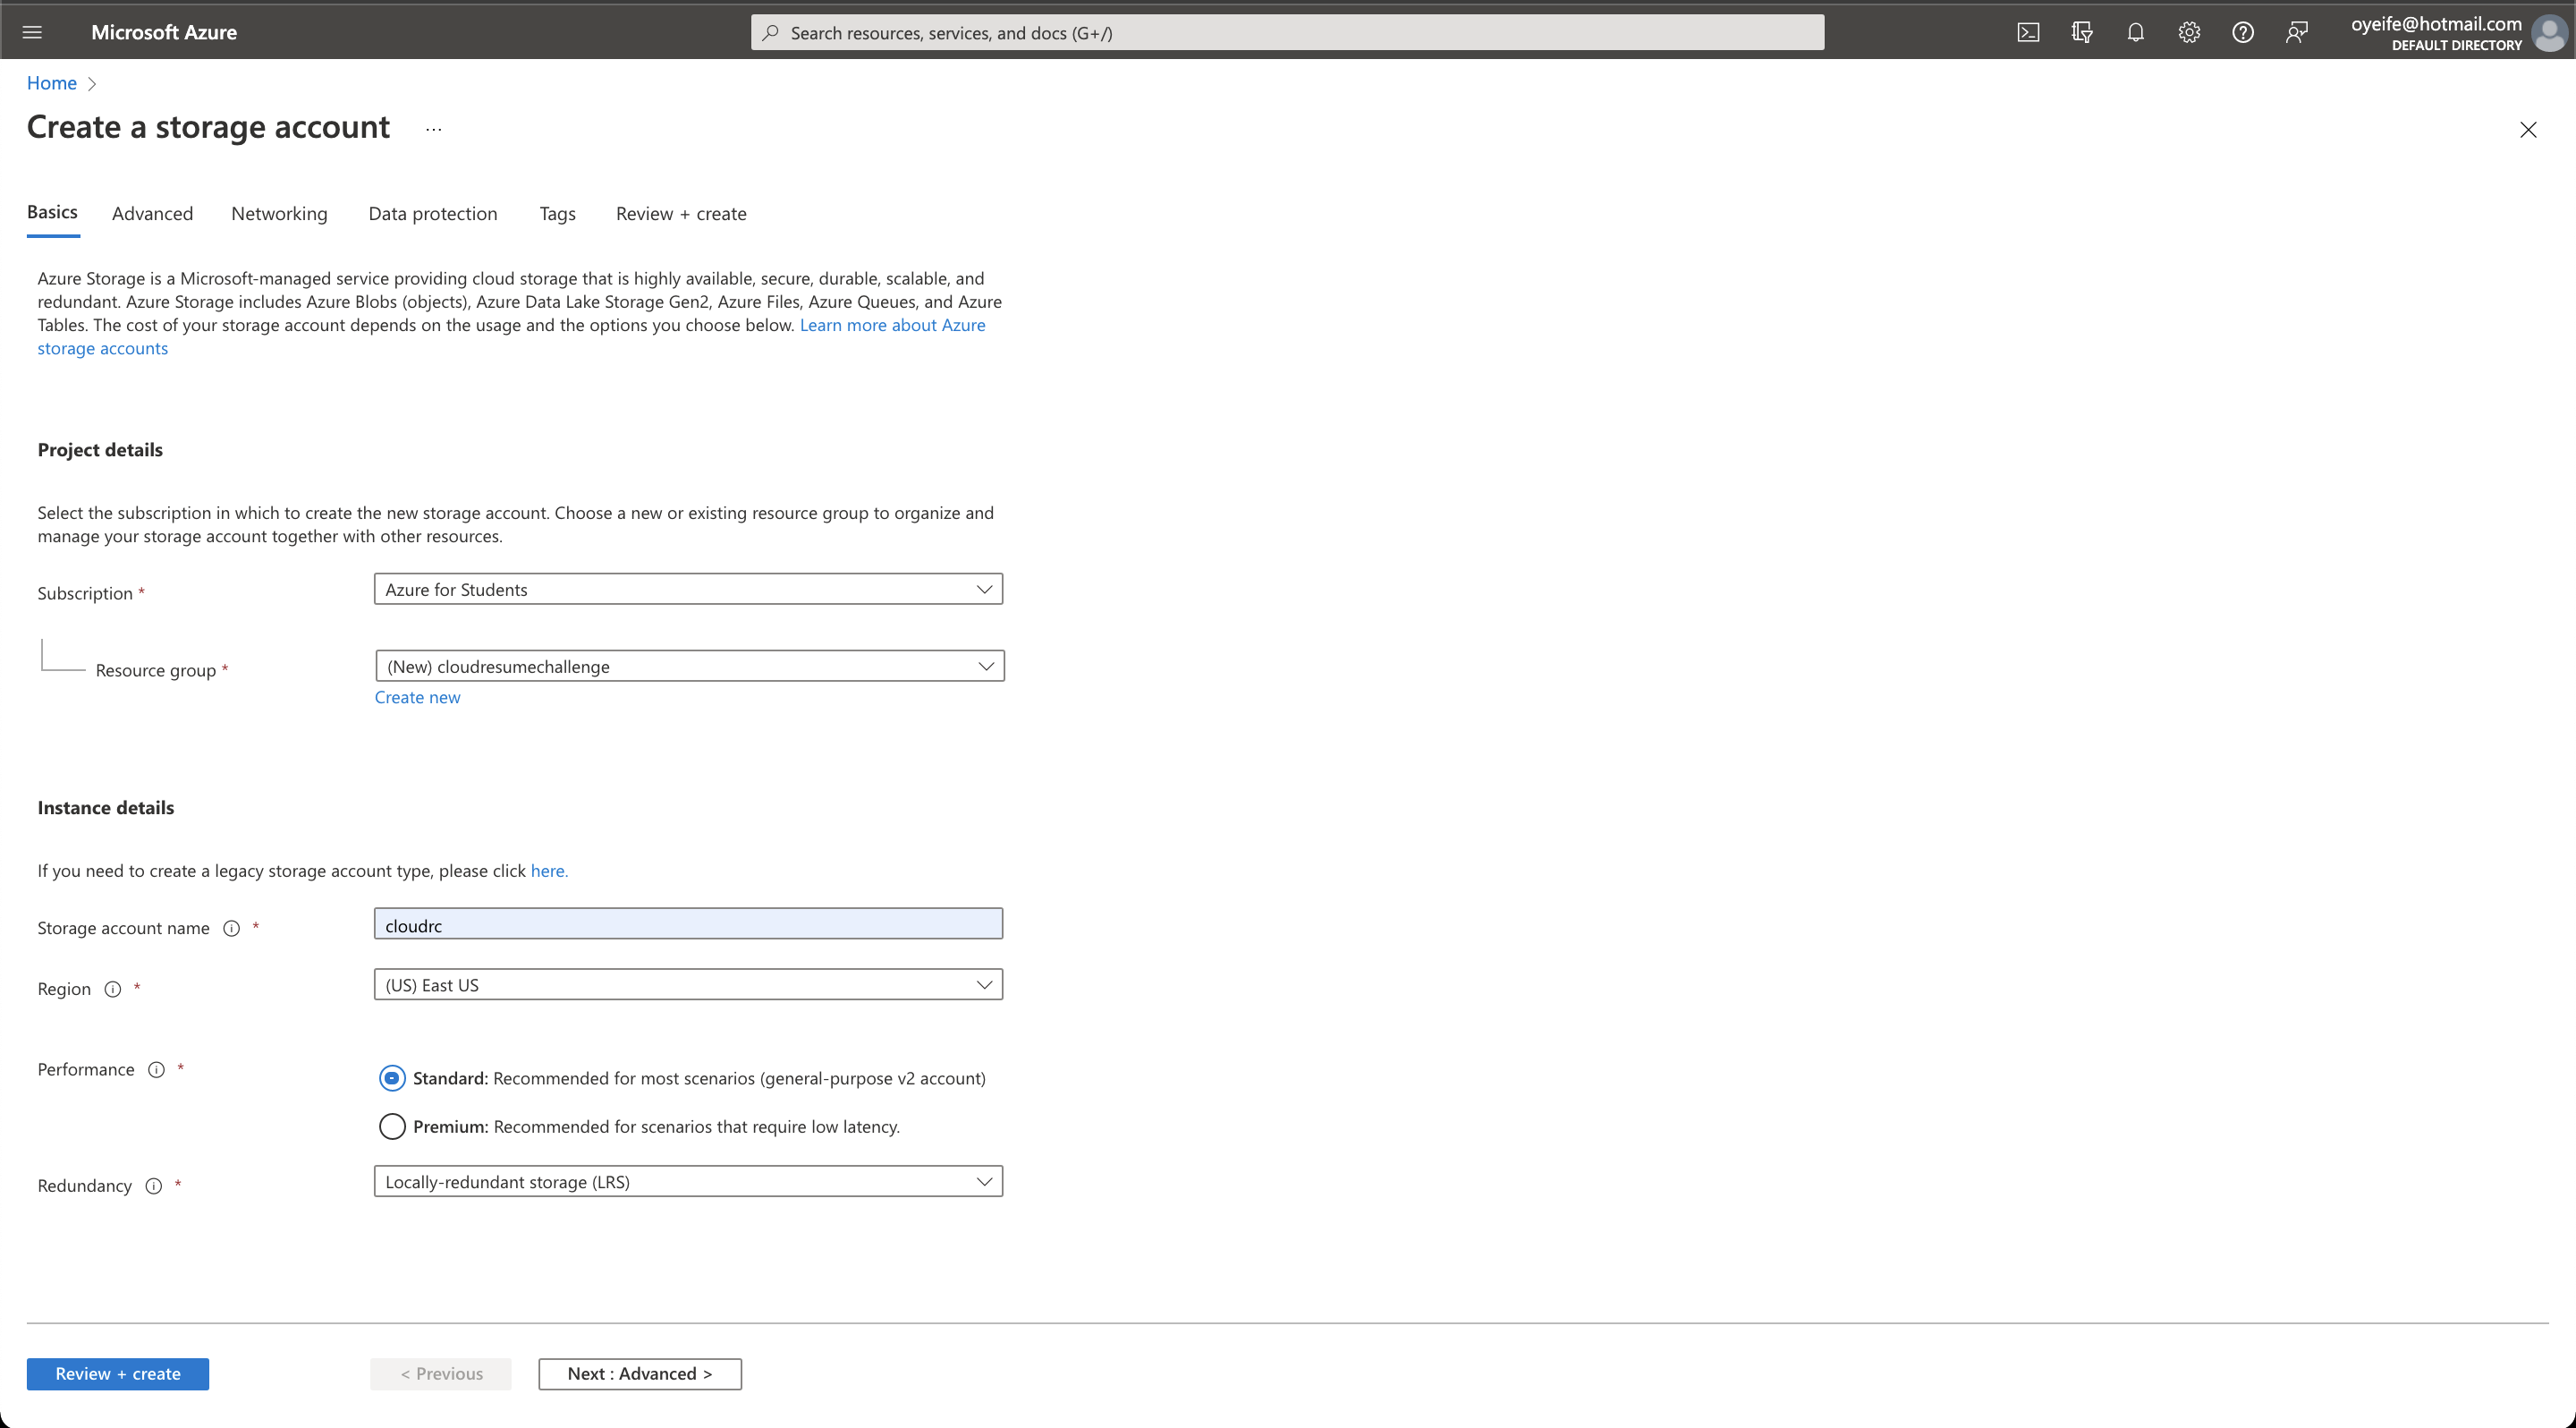 Microsoft Azure
Search resources, services, and docs (G+/)
oyeife@hotmail.com
DEFAULT DIRECTORY
Home
Create a storage account ...
Basics Advanced Networking Data protection Tags Review + create
Azure Storage is a Microsoft-managed service providing cloud storage that is highly available, secure, durable, scalable, and
redundant. Azure Storage includes Azure Blobs (objects), Azure Data Lake Storage Gen2, Azure Files, Azure Queues, and Azure
Tables. The cost of your storage account depends on the usage and the options you choose below. Learn more about Azure
storage accounts
Project details
Select the subscription in which to create the new storage account. Choose a new or existing resource group to organize and
manage your storage account together with other resources.
Subscription * Azure for Students
Resource group * (New) cloudresumechallenge
Create new
Instance details
If you need to create a legacy storage account type, please click here.
Storage account name * cloudrc
Region * (US) East US
Performance *
Standard: Recommended for most scenarios (general-purpose v2 account)
Premium: Recommended for scenarios that require low latency.
Redundancy * Locally-redundant storage (LRS)
Review + create < Previous Next : Advanced >